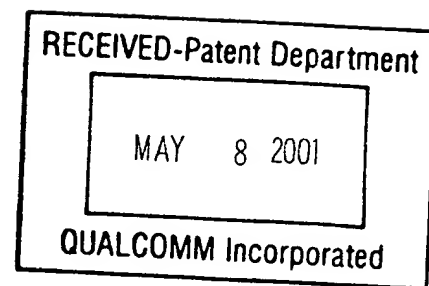 RECEIVED-Patent Department
MAY 8 2001
QUALCOMM Incorporated